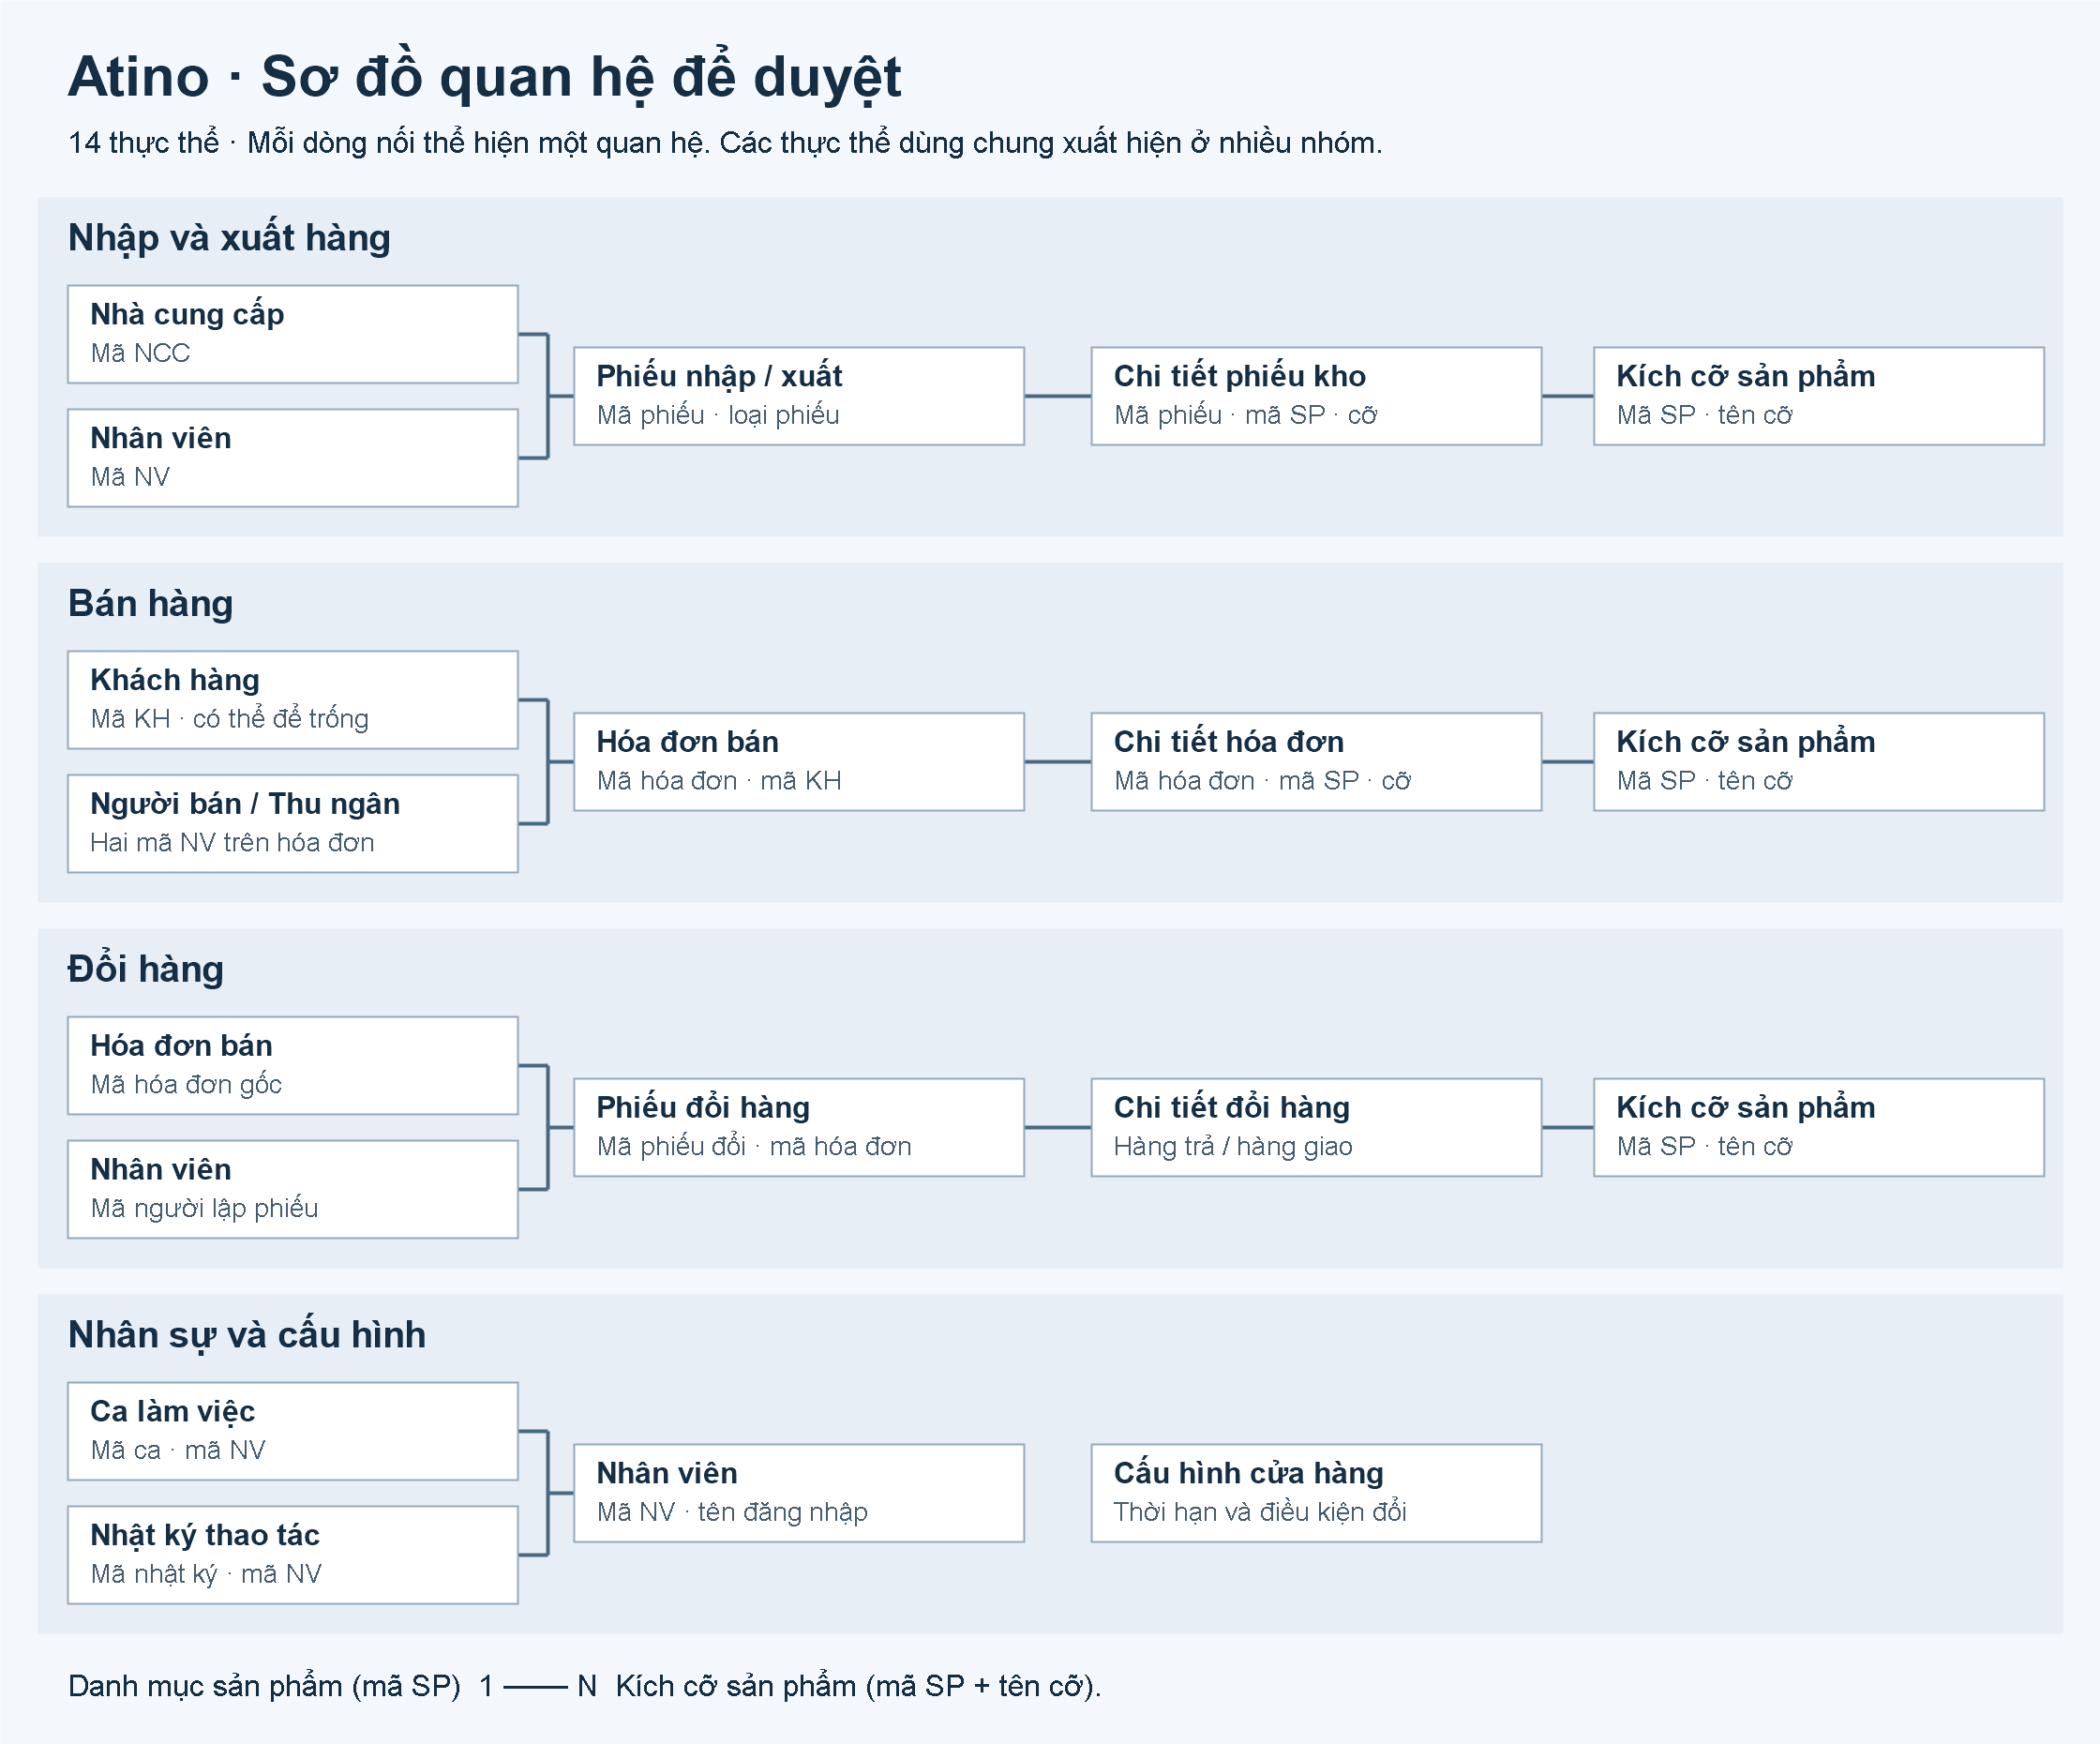 Atino · Sơ đồ quan hệ để duyệt
14 thực thể · Mỗi dòng nối thể hiện một quan hệ. Các thực thể dùng chung xuất hiện ở nhiều nhóm.
Nhập và xuất hàng
Nhà cung cấp
Mã NCC
Nhân viên
Mã NV
Phiếu nhập / xuất
Mã phiếu · loại phiếu
Chi tiết phiếu kho
Mã phiếu · mã SP · cỡ
Kích cỡ sản phẩm
Mã SP · tên cỡ
Bán hàng
Khách hàng
Mã KH · có thể để trống
Người bán / Thu ngân
Hai mã NV trên hóa đơn
Hóa đơn bán
Mã hóa đơn · mã KH
Chi tiết hóa đơn
Mã hóa đơn · mã SP · cỡ
Kích cỡ sản phẩm
Mã SP · tên cỡ
Đổi hàng
Hóa đơn bán
Mã hóa đơn gốc
Nhân viên
Mã người lập phiếu
Phiếu đổi hàng
Mã phiếu đổi · mã hóa đơn
Chi tiết đổi hàng
Hàng trả / hàng giao
Kích cỡ sản phẩm
Mã SP · tên cỡ
Nhân sự và cấu hình
Ca làm việc
Mã ca · mã NV
Nhật ký thao tác
Mã nhật ký · mã NV
Nhân viên
Mã NV · tên đăng nhập
Cấu hình cửa hàng
Thời hạn và điều kiện đổi
Danh mục sản phẩm (mã SP) 1 —— N Kích cỡ sản phẩm (mã SP + tên cỡ).